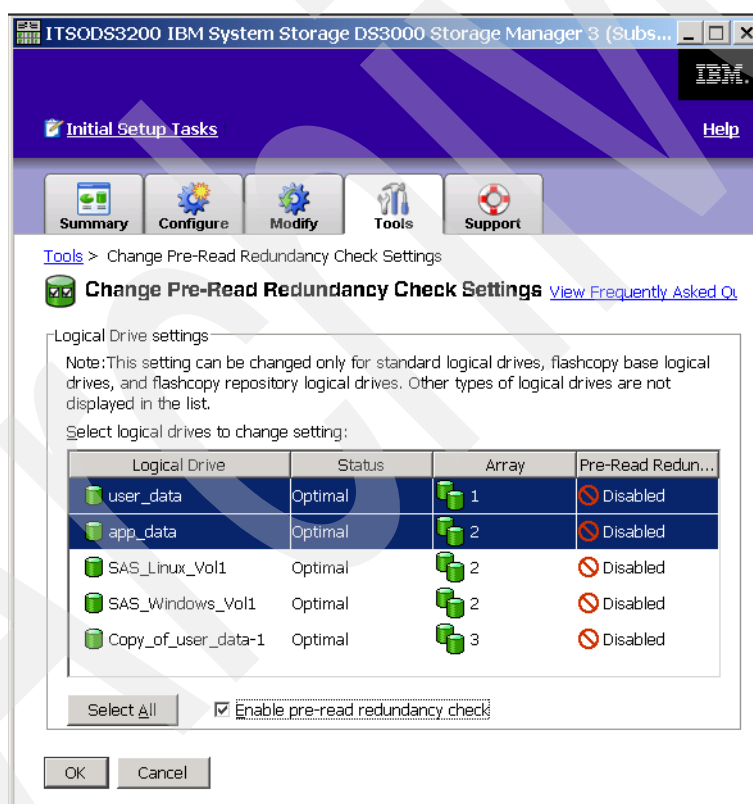 ITSODS3200 IBM System Storage DS3000 Storage Manager 3 (Subs...
IBM.
Initial Setup Tasks
Help
Summary
Configure
Modify
Tools
Support
Tools > Change Pre-Read Redundancy Check Settings
Change Pre-Read Redundancy Check Settings View Frequently Asked Qu
Logical Drive settings
Note:This setting can be changed only for standard logical drives, flashcopy base logical
drives, and flashcopy repository logical drives. Other types of logical drives are not
displayed in the list.
Select logical drives to change setting:
Logical Drive Status Array Pre-Read Redun...
user_data Optimal 1 Disabled
app_data Optimal 2 Disabled
SAS_Linux_Vol1 Optimal 2 Disabled
SAS_Windows_Vol1 Optimal 2 Disabled
Copy_of_user_data-1 Optimal 3 Disabled
Select All Enable pre-read redundancy check
OK Cancel